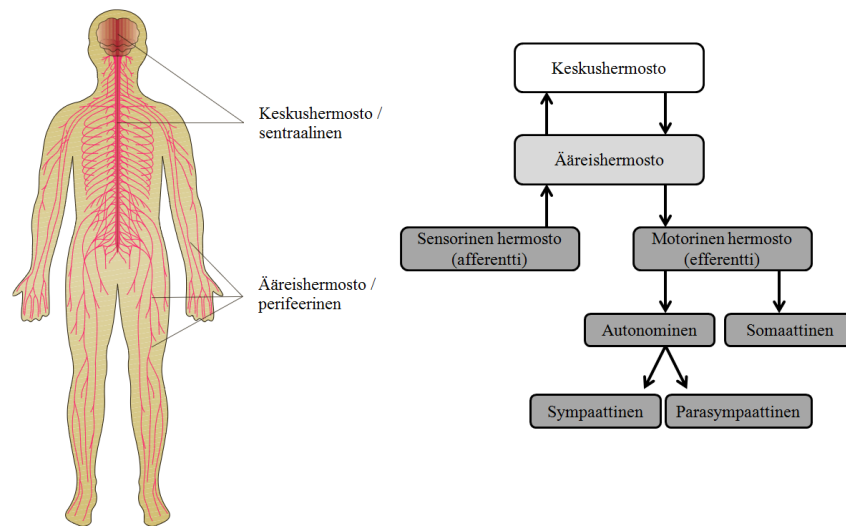 Keskushermosto /
sentraalinen
Ääreishermosto /
perifeerinen
Keskushermosto
Ääreishermosto
Sensorinen hermosto
(afferentti)
Motorinen hermosto
(efferentti)
Autonominen
Somaattinen
Sympaattinen
Parasympaattinen